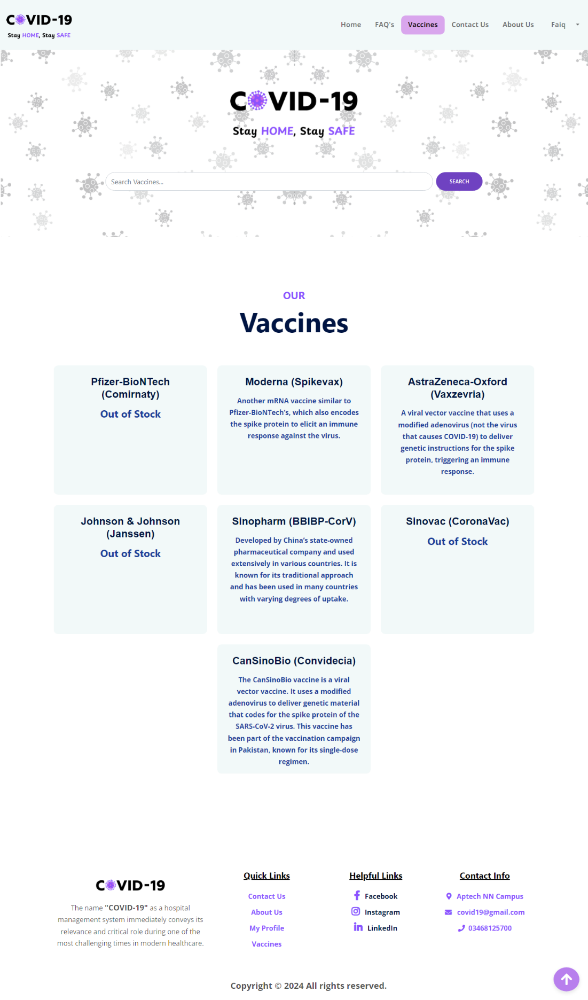 COVID-19
Stay HOME, Stay SAFE
Home FAQ's Vaccines Contact Us About Us Faiq
COVID-19
Stay HOME, Stay SAFE
Search Vaccines...
SEARCH
OUR
Vaccines
Pfizer-BioNTech
(Comirnaty)
Out of Stock
Moderna (Spikevax)
Another mRNA vaccine similar to
Pfizer-BioNTech’s, which also encodes
the spike protein to elicit an immune
response against the virus.
AstraZeneca-Oxford
(Vaxzevria)
A viral vector vaccine that uses a
modified adenovirus (not the virus
that causes COVID-19) to deliver
genetic instructions for the spike
protein, triggering an immune
response.
Johnson & Johnson
(Janssen)
Out of Stock
Sinopharm (BBIBP-CorV)
Developed by China’s state-owned
pharmaceutical company and used
extensively in various countries. It is
known for its traditional approach
and has been used in many countries
with varying degrees of uptake.
Sinovac (CoronaVac)
Out of Stock
CanSinoBio (Convidecia)
The CanSinoBio vaccine is a viral
vector vaccine. It uses a modified
adenovirus to deliver genetic material
that codes for the spike protein of the
SARS-CoV-2 virus. This vaccine has
been part of the vaccination campaign
in Pakistan, known for its single-dose
regimen.
COVID-19
The name "COVID-19" as a hospital
management system immediately conveys its
relevance and critical role during one of the
most challenging times in modern healthcare.
Quick Links
Contact Us
About Us
My Profile
Vaccines
Helpful Links
Facebook
Instagram
LinkedIn
Contact Info
Aptech NN Campus
covid19@gmail.com
03468125700
Copyright © 2024 All rights reserved.